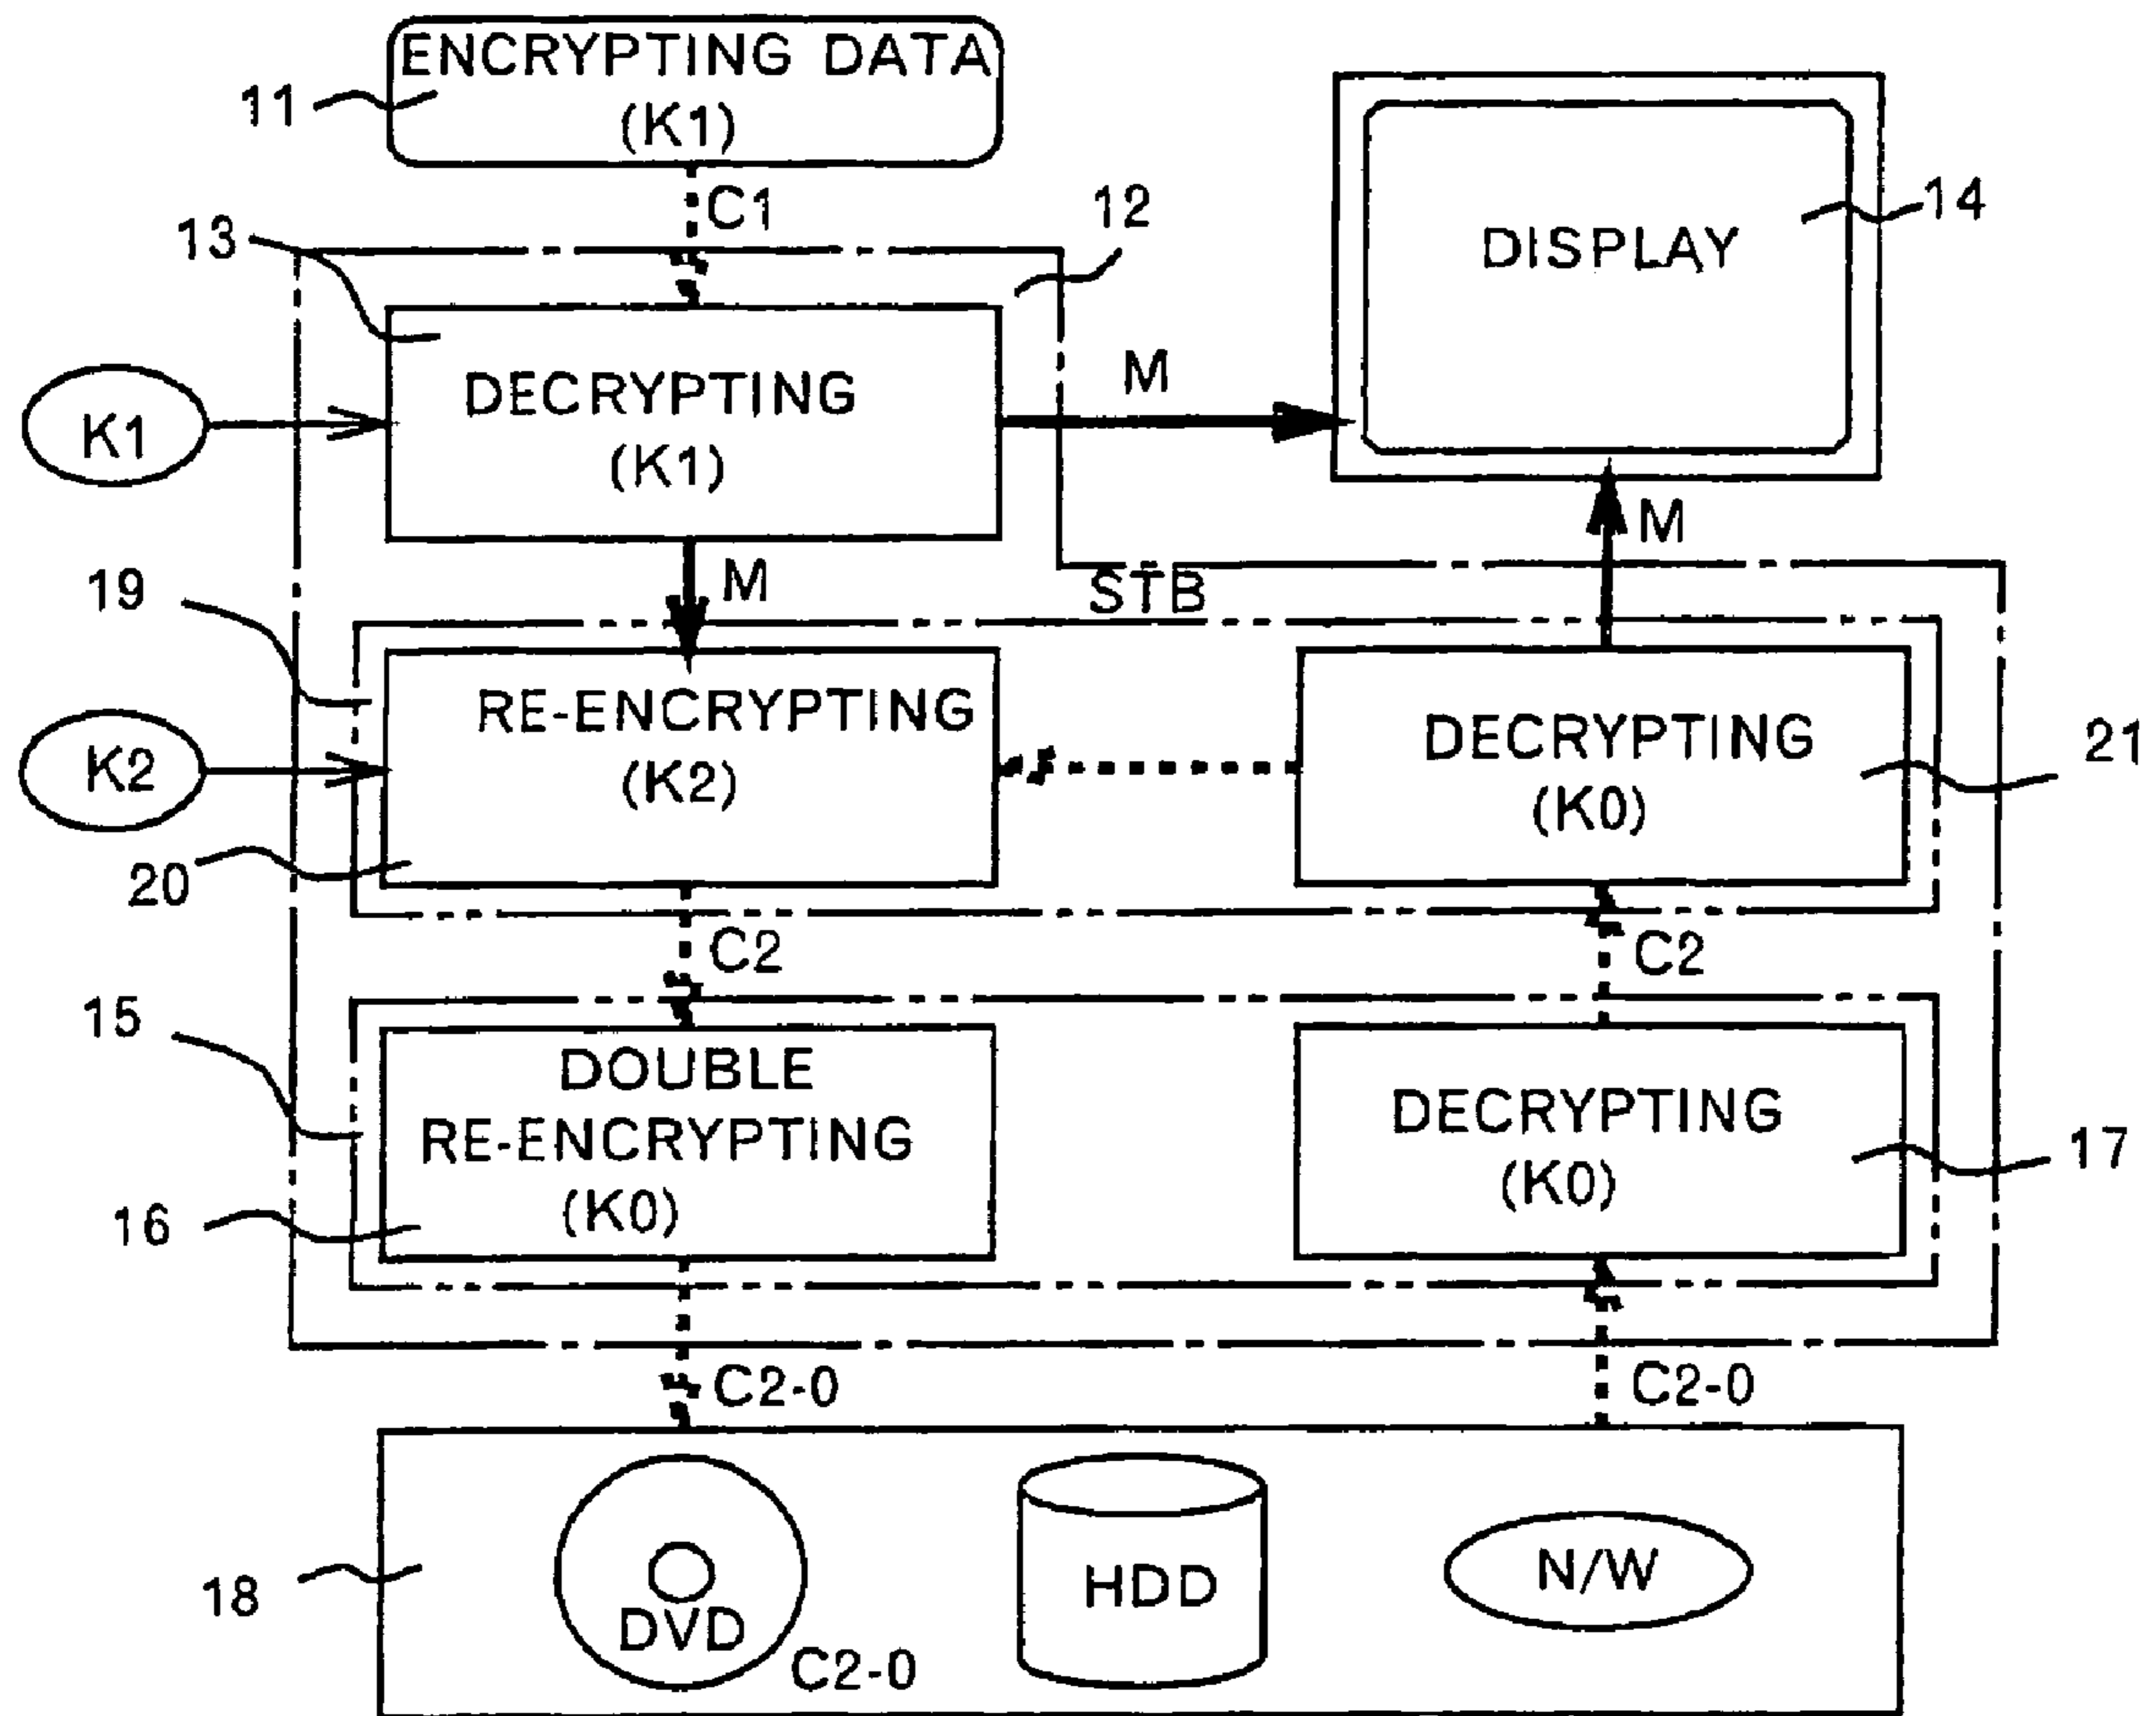 ENCRYPTING DATA
(K1)
11
C1
12
13
14
DISPLAY
DECRYPTING
(K1)
K1
M
M
M
STB
19
RE-ENCRYPTING
(K2)
K2
DECRYPTING
(K0)
21
20
C2
C2
15
DOUBLE
RE-ENCRYPTING
(K0)
DECRYPTING
(K0)
17
16
C2-0
C2-0
18
DVD
C2-0
HDD
N/W